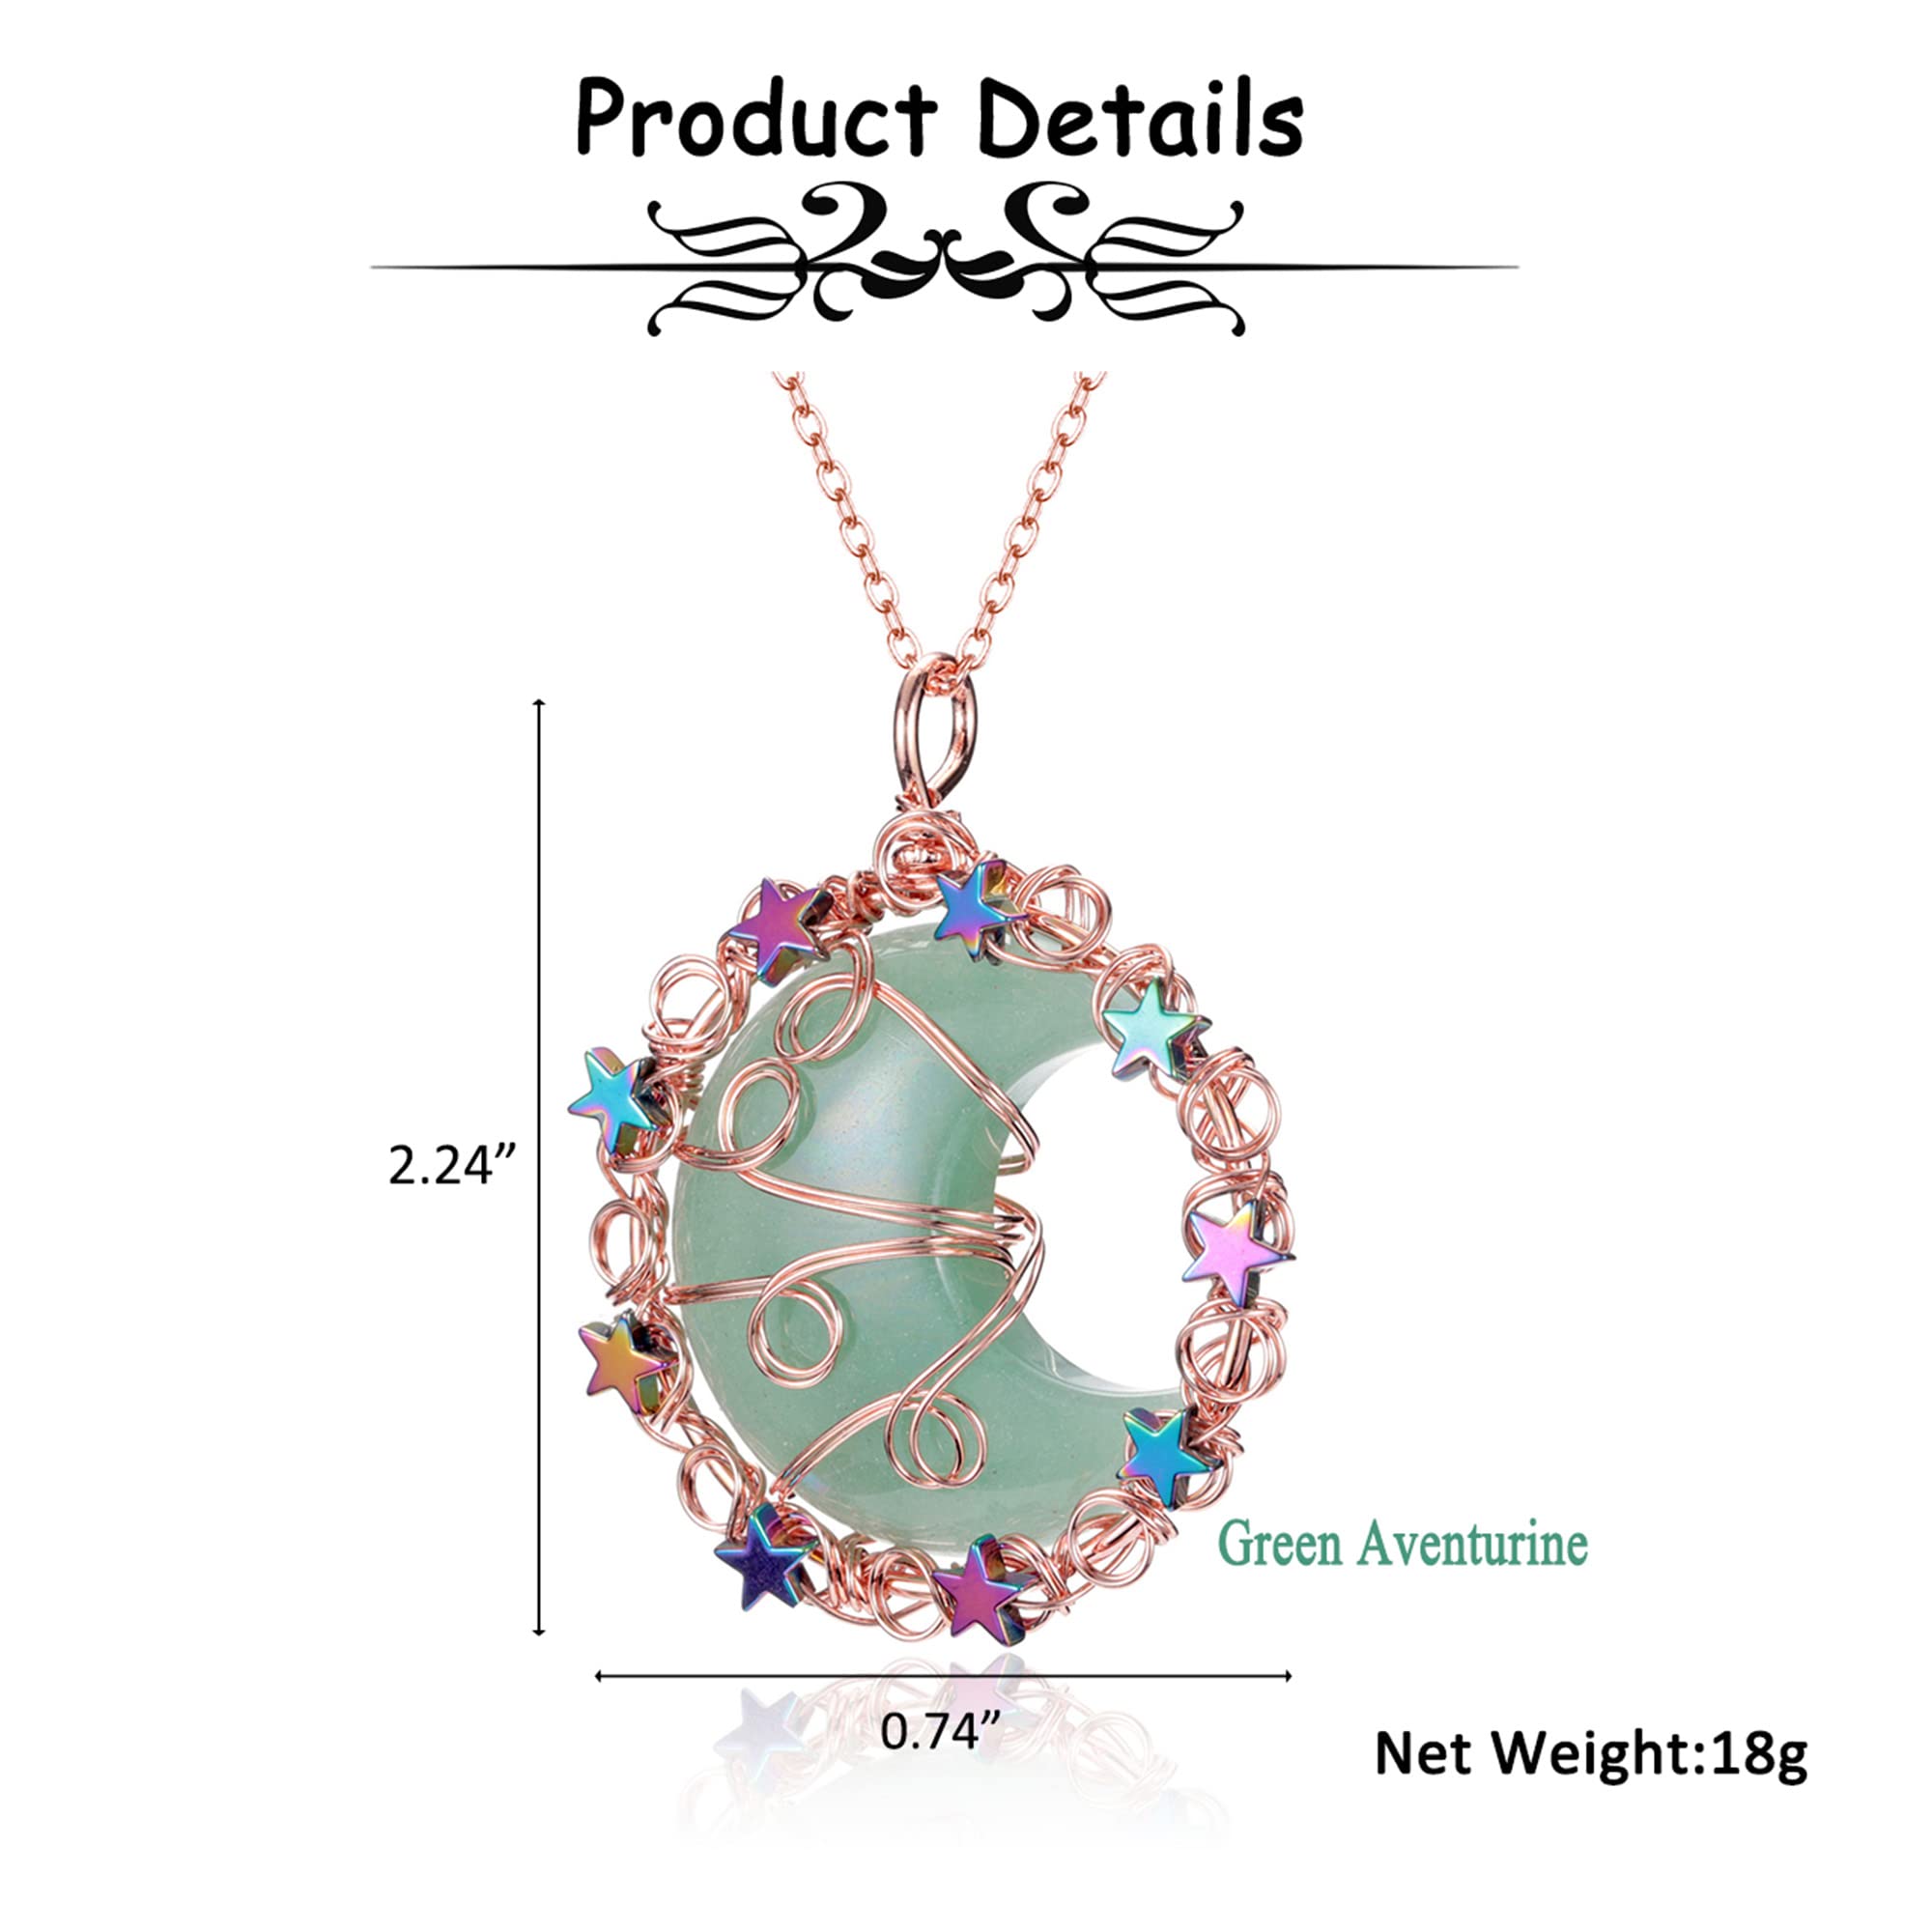 Product Details
2.24”
Green Aventurine
0.74”
Net Weight:18g